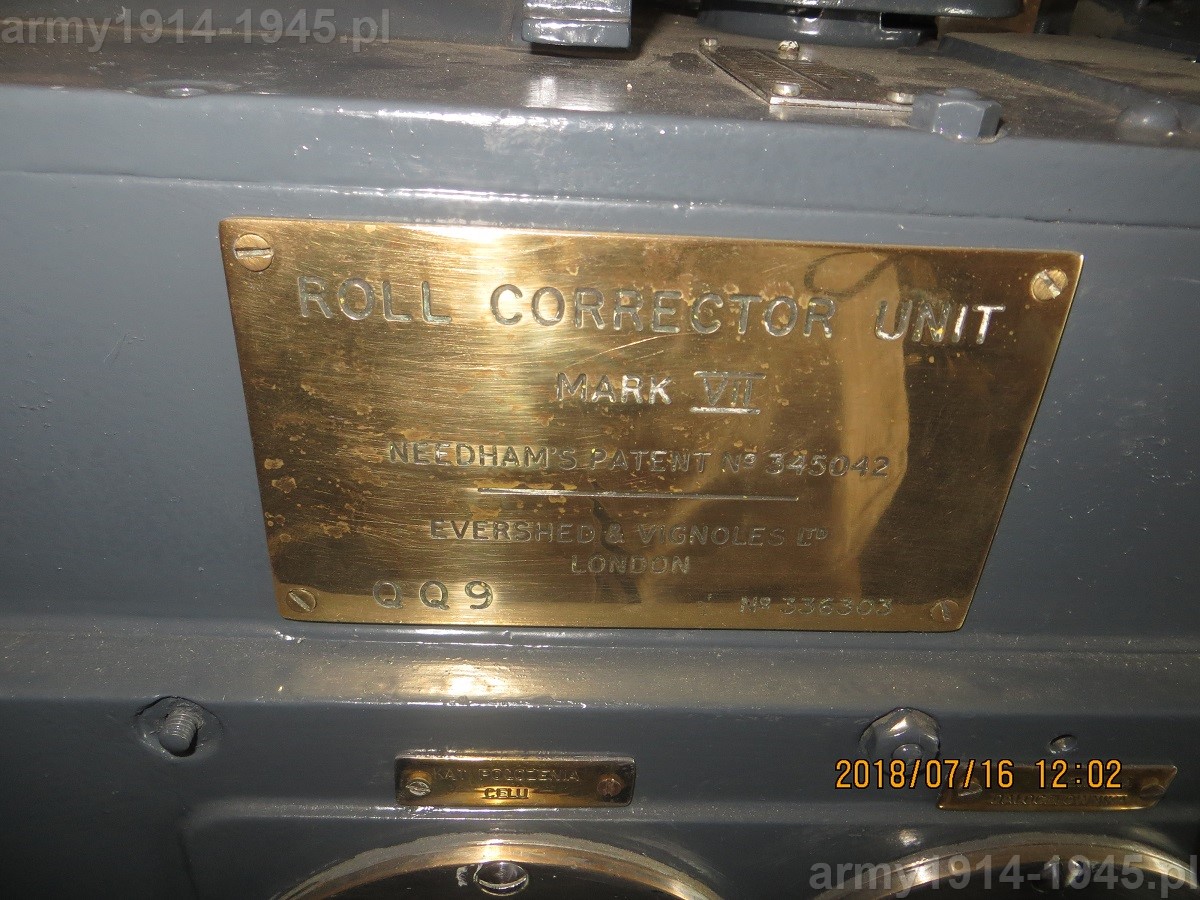 army1914-1945.pl
ROLL CORRECTOR UNIT
MARK VII
NEEDHAM'S PATENT Nº 345042
EVERSHED & VIGNOLES LTD
LONDON
QQ9 Nº 336303
KĄT POŁOŻENIA
CELU
2018/07/16 12:02
army1914-1945.pl